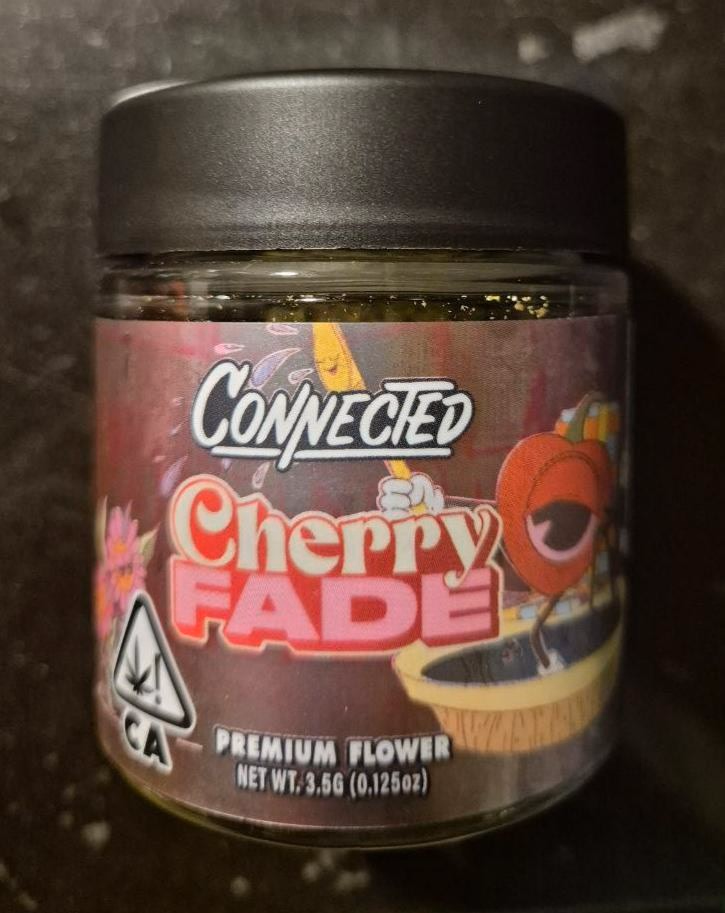 CONNECTED
Cherry
FADE
CA
PREMIUM FLOWER
NET WT. 3.5G (0.125oz)